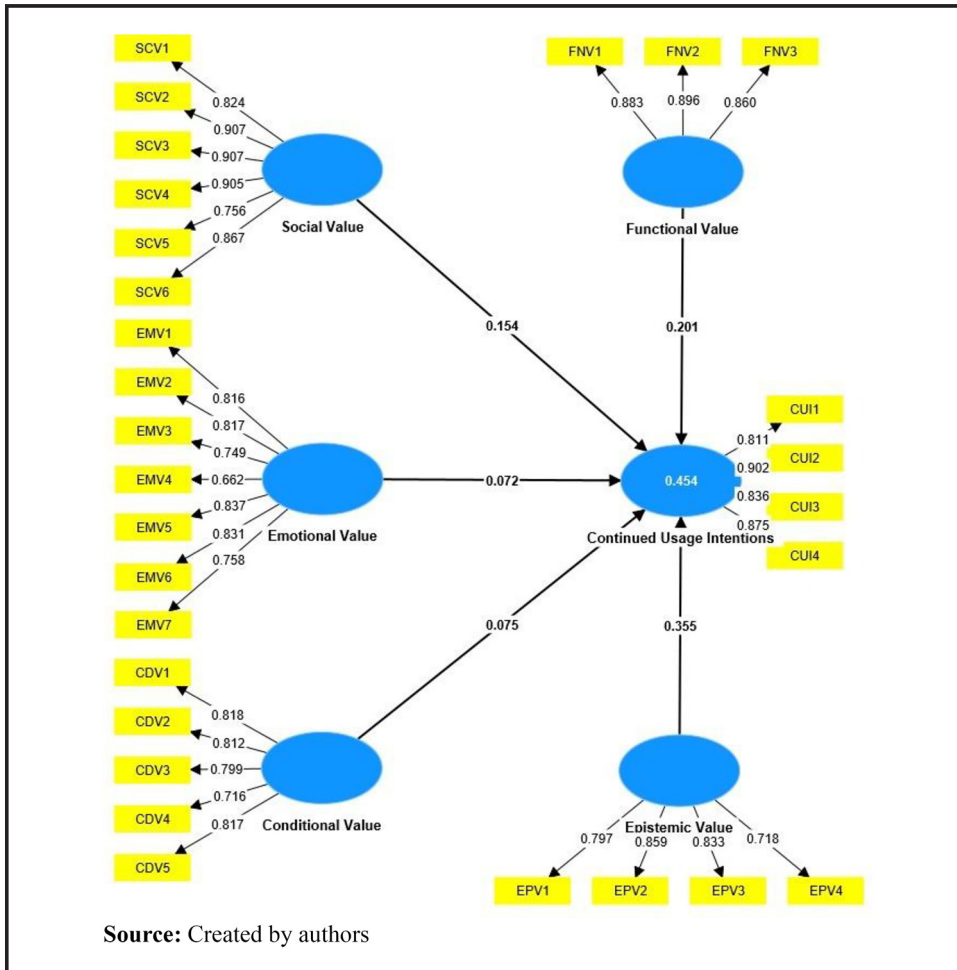 SCV1
SCV2
SCV3
SCV4
SCV5
SCV6
0.824
0.907
0.907
0.905
0.756
0.867
Social Value
FNV1 FNV2 FNV3
0.883 0.896 0.860
Functional Value
0.154
0.201
EMV1
EMV2
EMV3
EMV4
EMV5
EMV6
EMV7
0.816
0.817
0.749
0.662
0.837
0.831
0.758
Emotional Value
0.072
0.454
Continued Usage Intentions
CUI1
CUI2
CUI3
CUI4
0.811
0.902
0.836
0.875
0.075
0.355
CDV1
CDV2
CDV3
CDV4
CDV5
0.818
0.812
0.799
0.716
0.817
Conditional Value
Epistemic Value
0.797 0.859 0.833 0.718
EPV1 EPV2 EPV3 EPV4
Source: Created by authors